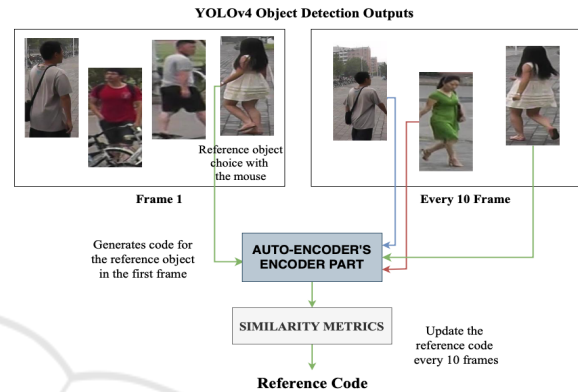 YOLOv4 Object Detection Outputs
Reference object
choice with
the mouse
Frame 1
Every 10 Frame
Generates code for
the reference object
in the first frame
AUTO-ENCODER'S
ENCODER PART
SIMILARITY METRICS
Update the
reference code
every 10 frames
Reference Code